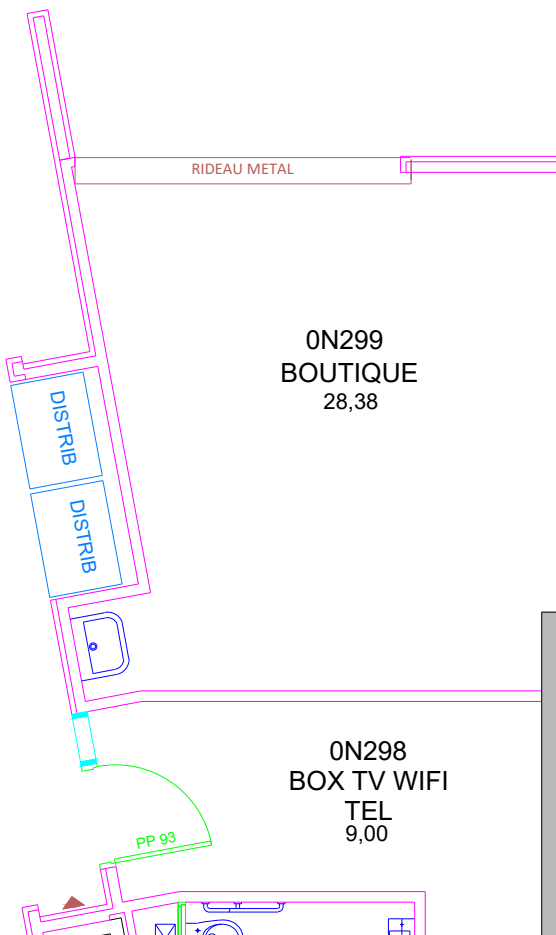 RIDEAU METAL
0N299
BOUTIQUE
28,38
DISTRIB
DISTRIB
0N298
BOX TV WIFI
TEL
9,00
PP 93